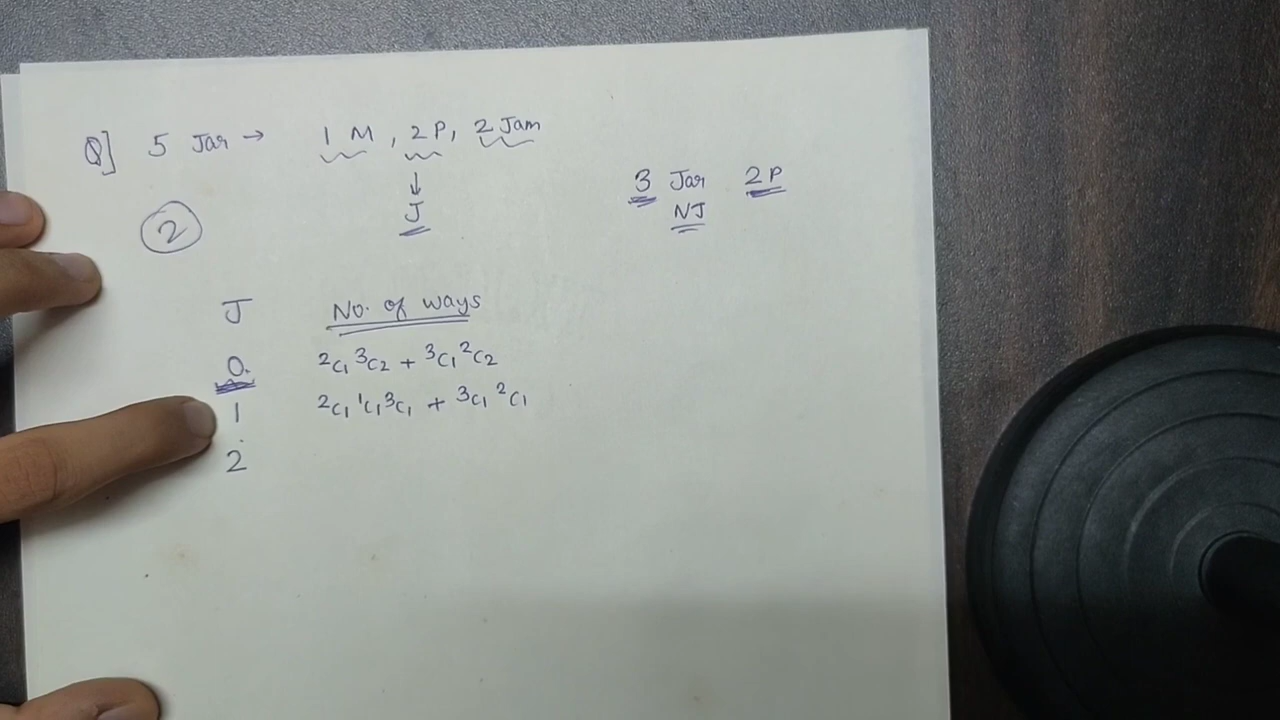 Q] 5 Jar → 1 M , 2 P, 2 Jam
↓
J
3 Jar 2 P
NJ
2
J No. of ways
0. ²C₁ ³C₂ + ³C₁ ²C₂
1 ²C₁ ¹C₁ ³C₁ + ³C₁ ²C₁
2